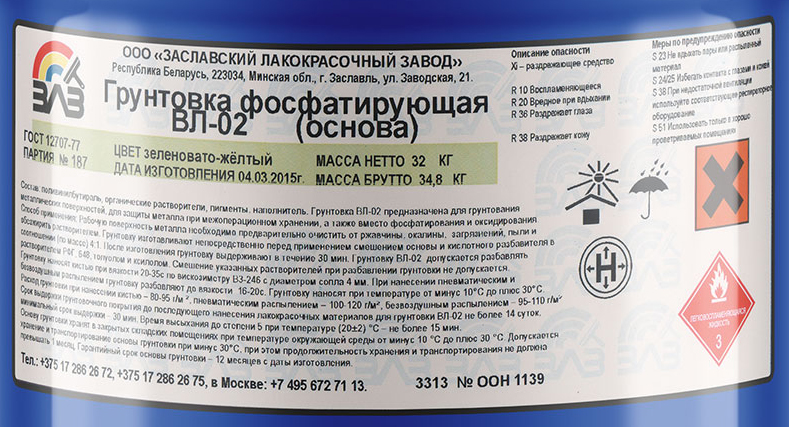 ЗЛЗ
ООО «ЗАСЛАВСКИЙ ЛАКОКРАСОЧНЫЙ ЗАВОД»
Республика Беларусь, 223034, Минская обл., г. Заславль, ул. Заводская, 21.
Грунтовка фосфатирующая
ВЛ-02 (основа)
ГОСТ 12707-77
ПАРТИЯ № 187
ЦВЕТ зеленовато-жёлтый
ДАТА ИЗГОТОВЛЕНИЯ 04.03.2015г.
МАССА НЕТТО 32 КГ
МАССА БРУТТО 34,8 КГ
Описание опасности
Xi – раздражающее средство
R 10 Воспламеняющееся
R 20 Вредное при вдыхании
R 36 Раздражает глаза
R 38 Раздражает кожу
Меры по предупреждению опасности
S 23 Не вдыхать пары или распыленный
материал
S 24/25 Избегать контакта с глазами и кожей
S 38 При недостаточной вентиляции
используйте соответствующее респираторное
оборудование
S 51 Использовать только в хорошо
проветриваемых помещениях
Состав: поливинилбутираль, органические растворители, пигменты, наполнитель. Грунтовка ВЛ-02 предназначена для грунтования
металлических поверхностей, для защиты металла при межоперационном хранении, а также вместо фосфатирования и оксидирования.
Способ применения: Рабочую поверхность металла необходимо предварительно очистить от ржавчины, окалины, загрязнений, пыли и
обезжирить растворителем. Грунтовку изготавливают непосредственно перед применением смешением основы и кислотного разбавителя в
соотношении (по массе) 4:1. После изготовления грунтовку выдерживают в течение 30 мин. Грунтовку ВЛ-02 допускается разбавлять
растворителем РФГ, 648, толуолом и ксилолом. Смешение указанных растворителей при разбавлении грунтовки не допускается.
Грунтовку наносят кистью при вязкости 20-35с по вискозиметру ВЗ-246 с диаметром сопла 4 мм. При нанесении пневматическим и
безвоздушным распылением грунтовку разбавляют до вязкости 16-20с. Грунтовку наносят при температуре от минус 10°С до плюс 30°С.
Расход грунтовки при нанесении кистью – 80-95 г/м², пневматическим распылением – 100-120 г/м², безвоздушным распылением – 95-110 г/м²
Срок выдержки грунтовочного покрытия до последующего нанесения лакокрасочных материалов для грунтовки ВЛ-02 не более 14 суток,
минимальный срок выдержки – 30 мин. Время высыхания до степени 5 при температуре (20±2) °С – не более 15 мин.
Основу грунтовки хранят в закрытых складских помещениях при температуре окружающей среды от минус 10 °С до плюс 30 °С. Допускается
хранение и транспортирование основы грунтовки при минус 30°С, при этом продолжительность хранения и транспортирования не должна
превышать 1 месяц. Гарантийный срок основы грунтовки – 12 месяцев с даты изготовления.
Тел.: +375 17 286 26 72, +375 17 286 26 75, в Москве: +7 495 672 71 13.
3313 № ООН 1139
H
ЛЕГКОВОСПЛАМЕНЯЮЩАЯСЯ
ЖИДКОСТЬ
3